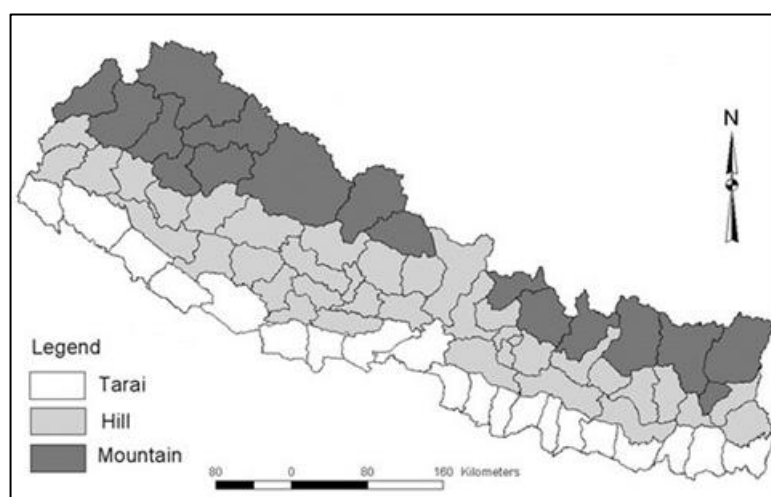 N
Legend
Tarai
Hill
Mountain
80 0 80 160 Kilometers